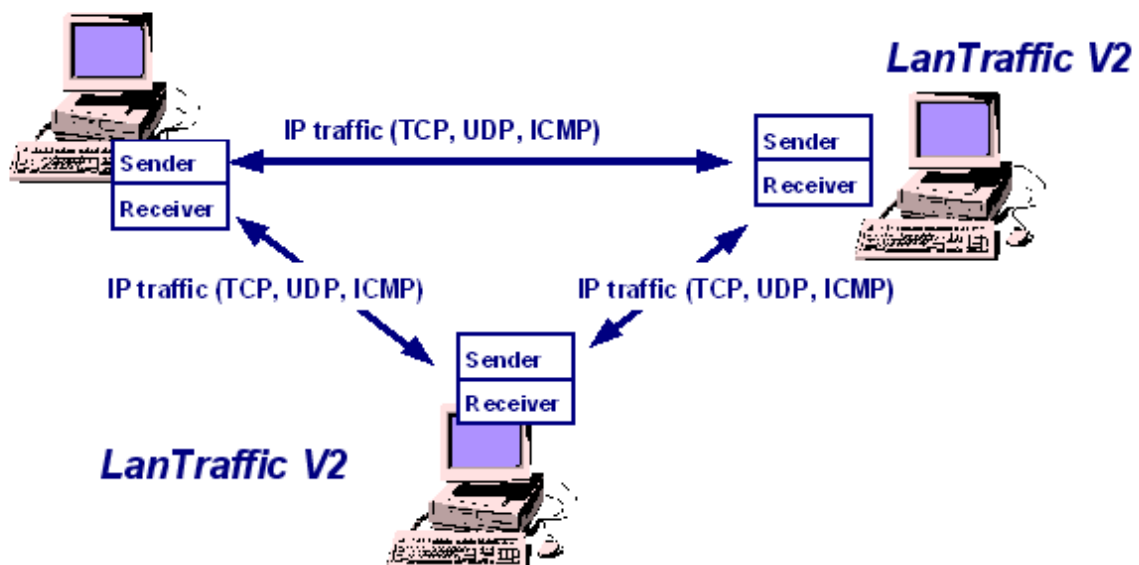 LanTraffic V2
IP traffic (TCP, UDP, ICMP)
Sender
Receiver
Sender
Receiver
IP traffic (TCP, UDP, ICMP)
IP traffic (TCP, UDP, ICMP)
Sender
Receiver
LanTraffic V2